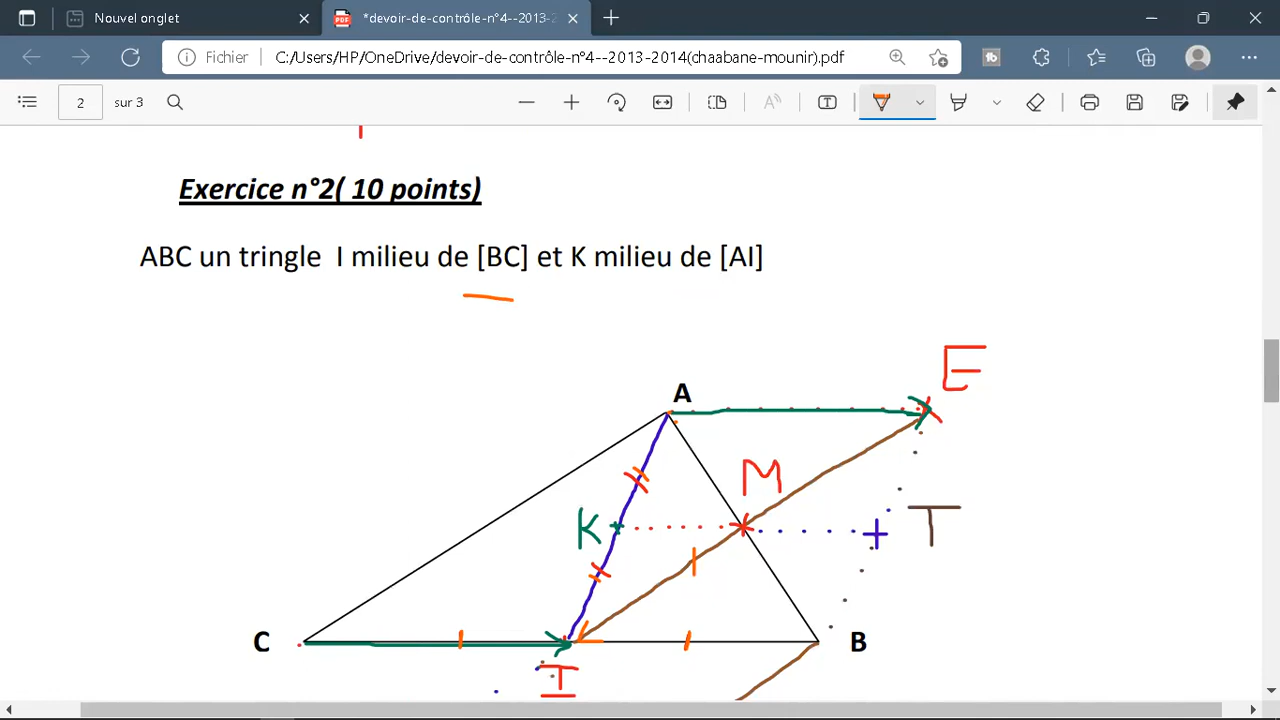 Nouvel onglet
*devoir-de-contrôle-n°4--2013-2
Fichier
C:/Users/HP/OneDrive/devoir-de-contrôle-n°4--2013-2014(chaabane-mounir).pdf
2 sur 3
Exercice n°2( 10 points)
ABC un tringle I milieu de [BC] et K milieu de [AI]
E
A
M
K
T
C
B
I